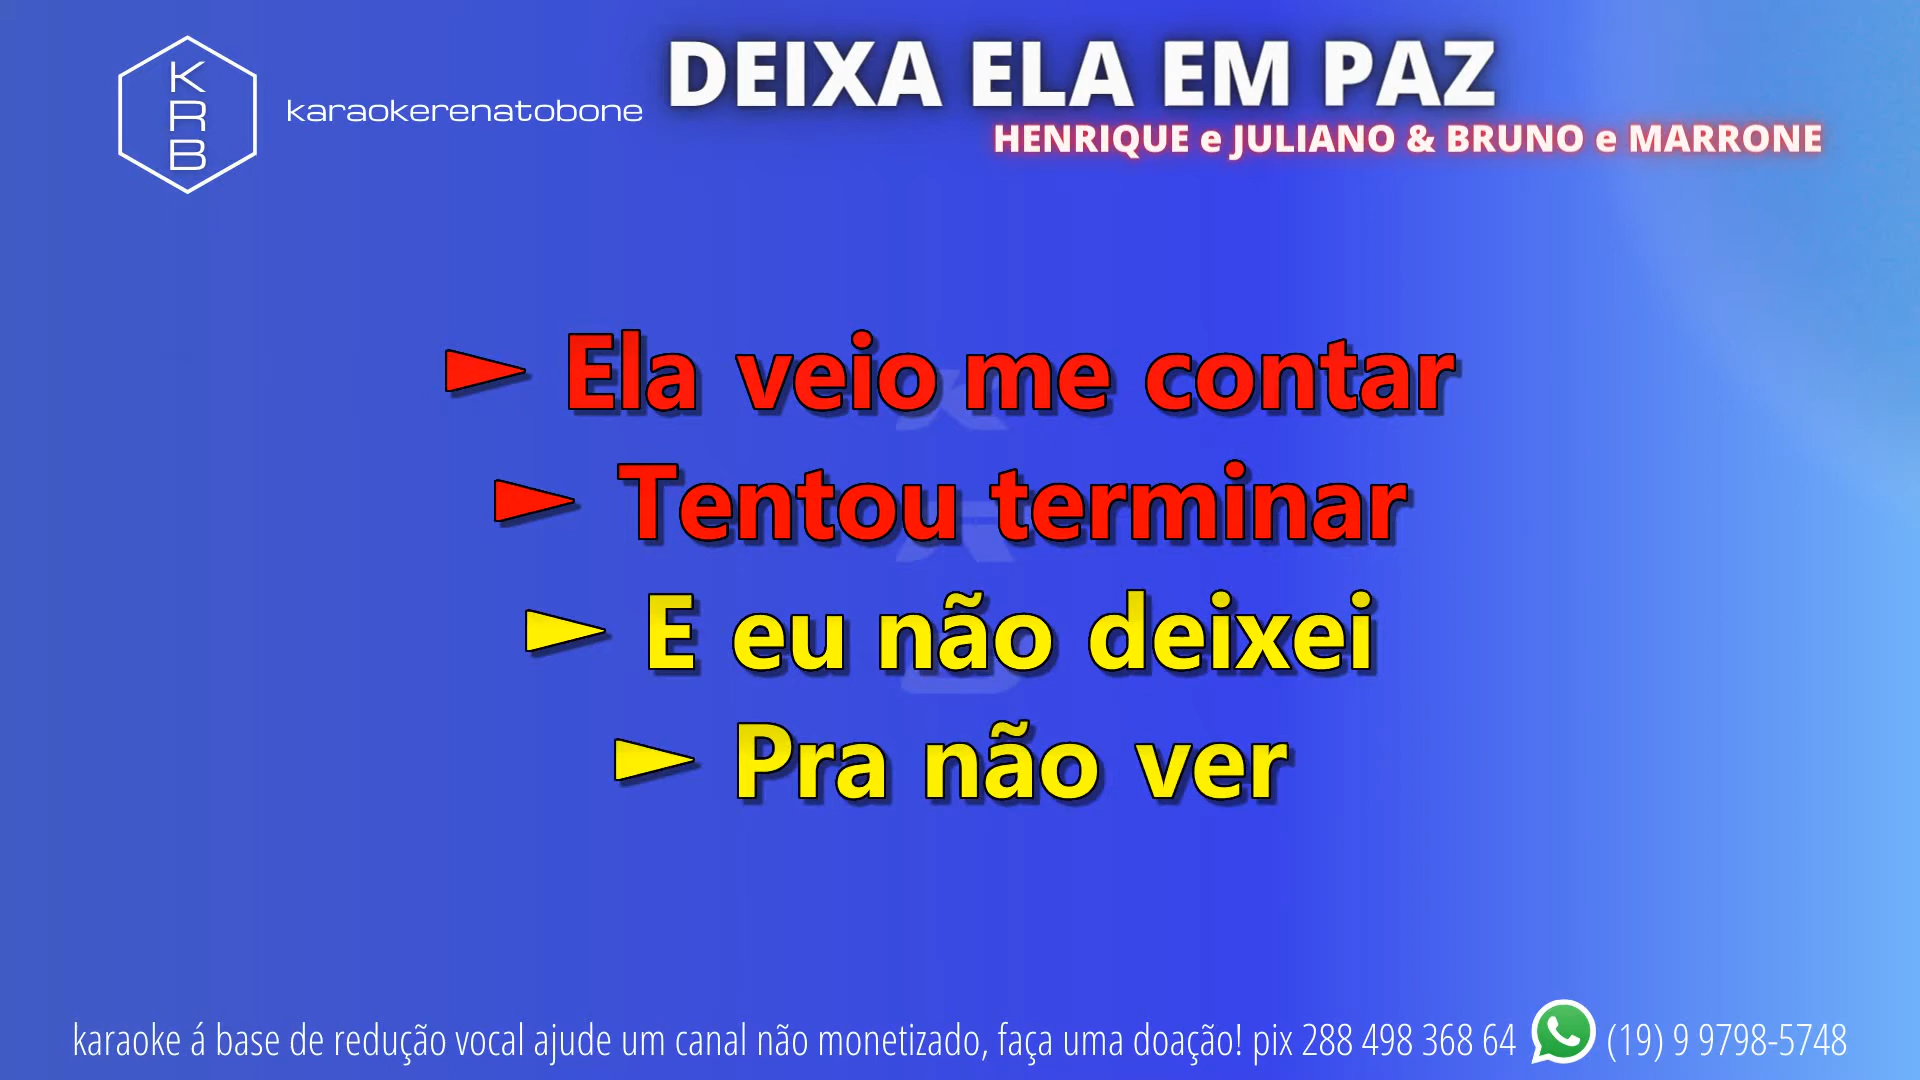 K
R
B
karaokerenatobone
DEIXA ELA EM PAZ
HENRIQUE e JULIANO & BRUNO e MARRONE
► Ela veio me contar
► Tentou terminar
► E eu não deixei
► Pra não ver
karaoke á base de redução vocal ajude um canal não monetizado, faça uma doação! pix 288 498 368 64 (19) 9 9798-5748